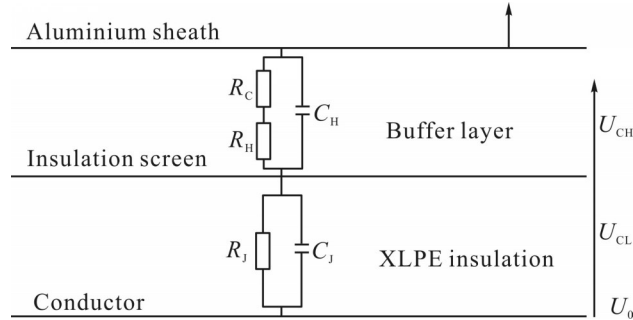 Aluminium sheath
R_C
C_H
R_H
Buffer layer
U_CH
Insulation screen
U_CL
R_J
C_J
XLPE insulation
Conductor
U_0